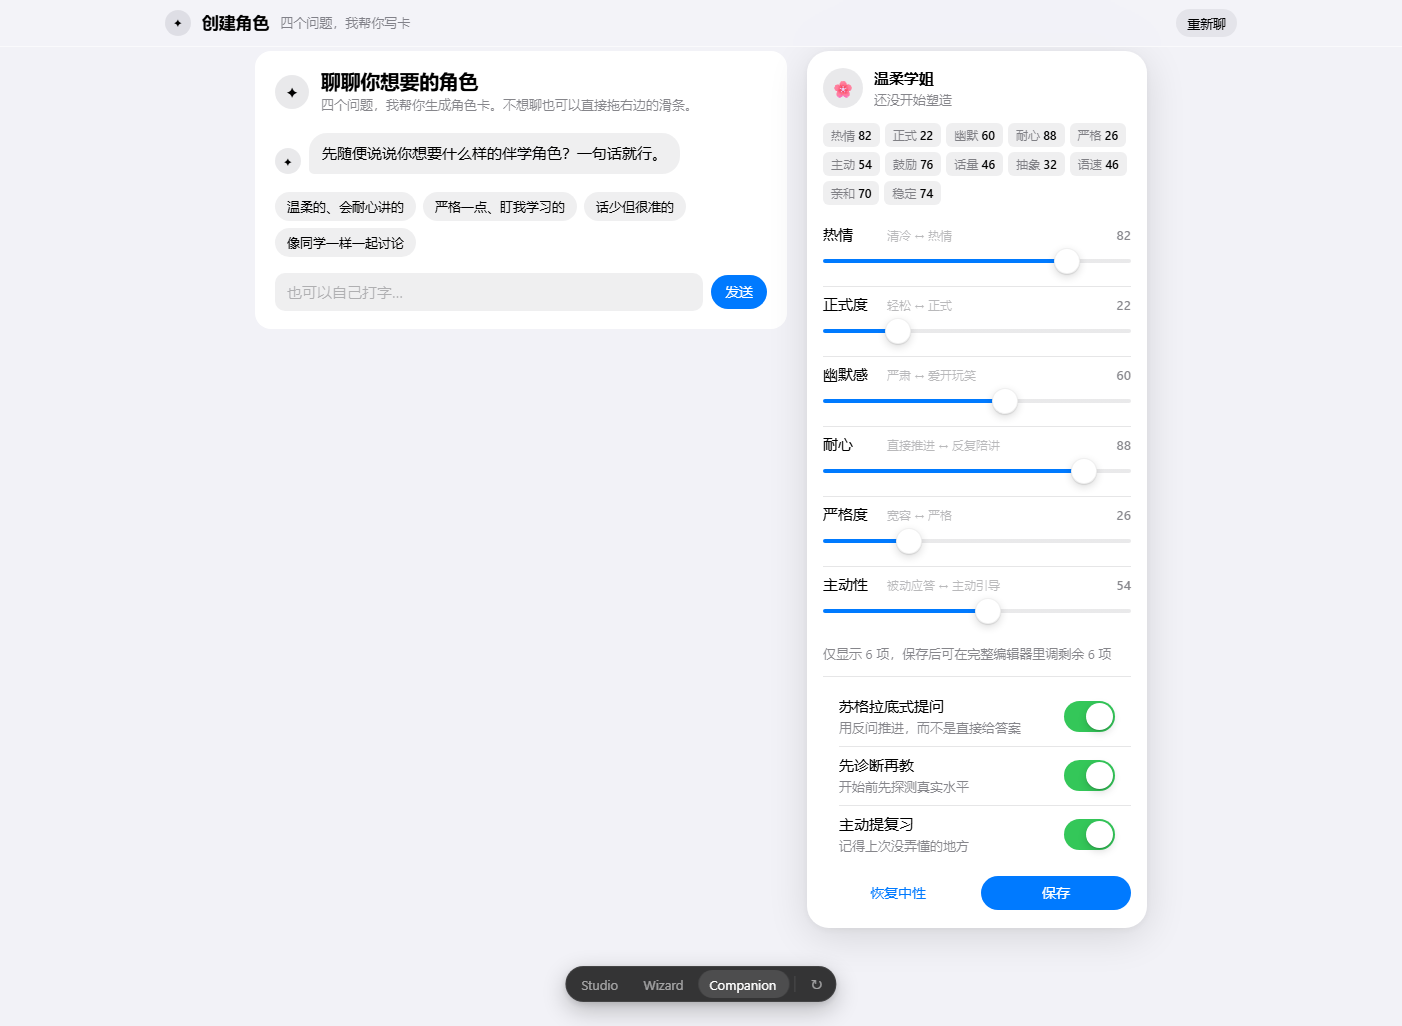 ✦ 创建角色 四个问题，我帮你写卡 重新聊
✦ 聊聊你想要的角色
四个问题，我帮你生成角色卡。不想聊也可以直接拖右边的滑条。
✦ 先随便说说你想要什么样的伴学角色？一句话就行。
温柔的、会耐心讲的 严格一点、盯我学习的 话少但很准的
像同学一样一起讨论
也可以自己打字... 发送
温柔学姐
还没开始塑造
热情 82 正式 22 幽默 60 耐心 88 严格 26
主动 54 鼓励 76 话量 46 抽象 32 语速 46
亲和 70 稳定 74
热情 清冷 ↔ 热情 82
正式度 轻松 ↔ 正式 22
幽默感 严肃 ↔ 爱开玩笑 60
耐心 直接推进 ↔ 反复陪讲 88
严格度 宽容 ↔ 严格 26
主动性 被动应答 ↔ 主动引导 54
仅显示 6 项，保存后可在完整编辑器里调剩余 6 项
苏格拉底式提问
用反问推进，而不是直接给答案
先诊断再教
开始前先探测真实水平
主动提复习
记得上次没弄懂的地方
恢复中性 保存
Studio Wizard Companion ↻